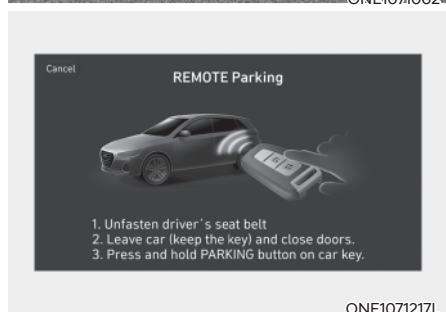 ONE1071062
Cancel
REMOTE Parking
1. Unfasten driver´s seat belt
2. Leave car (keep the key) and close doors.
3. Press and hold PARKING button on car key.
ONE1071217L